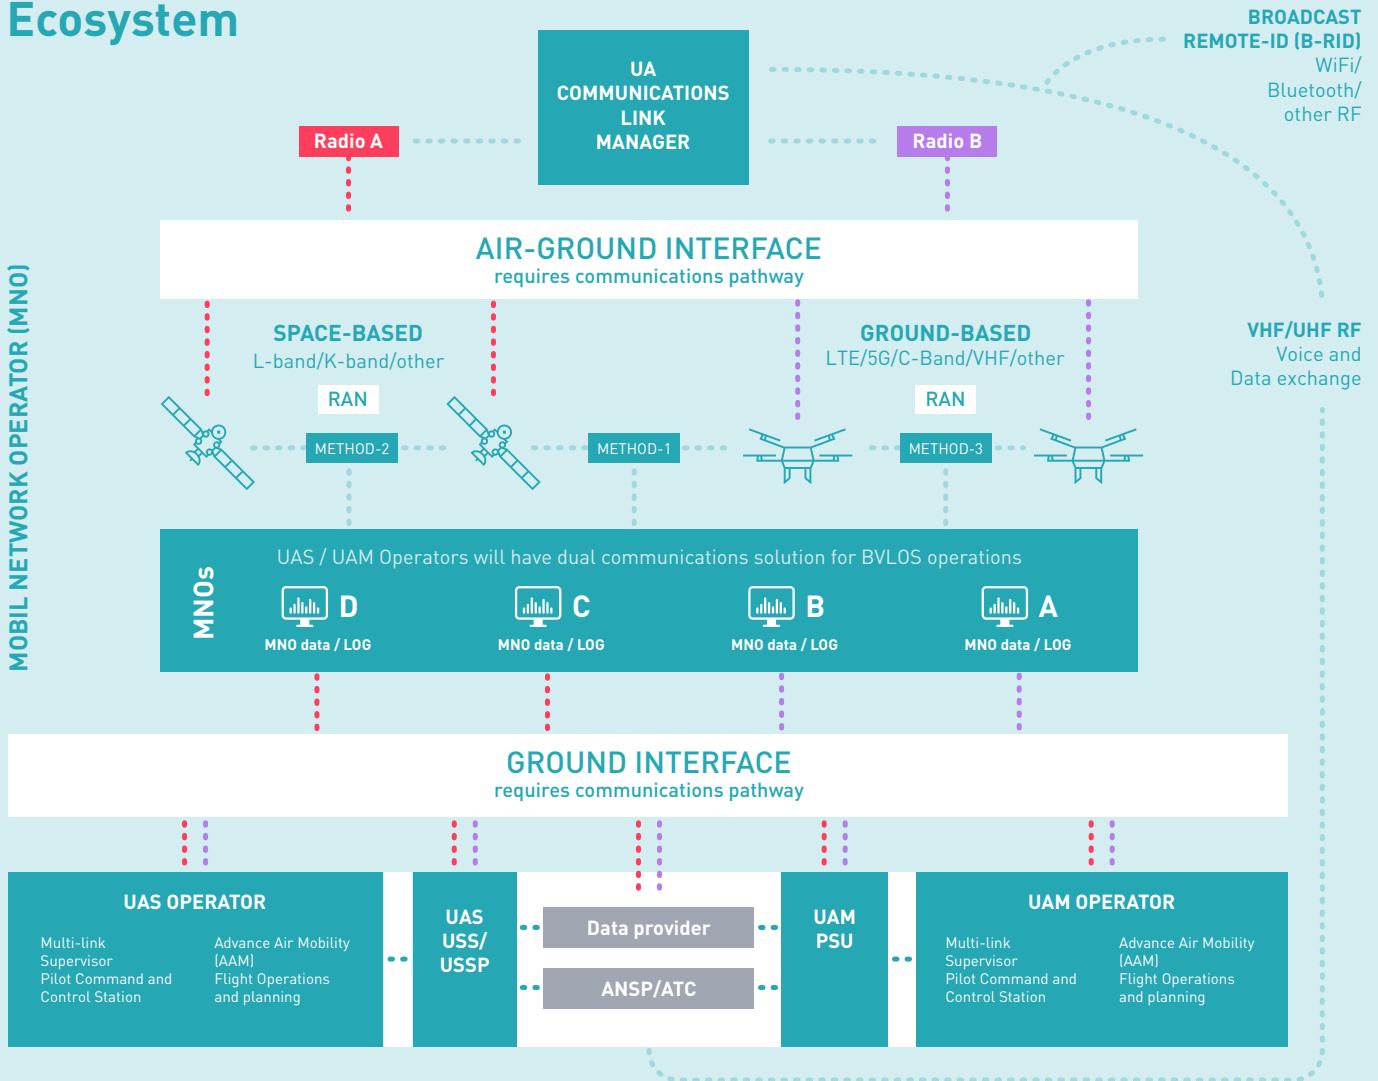 Ecosystem
BROADCAST
REMOTE-ID (B-RID)
WiFi/
Bluetooth/
other RF
UA
COMMUNICATIONS
LINK
MANAGER
Radio A
Radio B
AIR-GROUND INTERFACE
requires communications pathway
MOBIL NETWORK OPERATOR (MNO)
SPACE-BASED
L-band/K-band/other
RAN
GROUND-BASED
LTE/5G/C-Band/VHF/other
RAN
VHF/UHF RF
Voice and
Data exchange
METHOD-2
METHOD-1
METHOD-3
MNOs
UAS / UAM Operators will have dual communications solution for BVLOS operations
D
MNO data / LOG
C
MNO data / LOG
B
MNO data / LOG
A
MNO data / LOG
GROUND INTERFACE
requires communications pathway
UAS OPERATOR
Multi-link
Supervisor
Pilot Command and
Control Station
Advance Air Mobility
(AAM)
Flight Operations
and planning
UAS
USS/
USSP
Data provider
ANSP/ATC
UAM
PSU
UAM OPERATOR
Multi-link
Supervisor
Pilot Command and
Control Station
Advance Air Mobility
(AAM)
Flight Operations
and planning